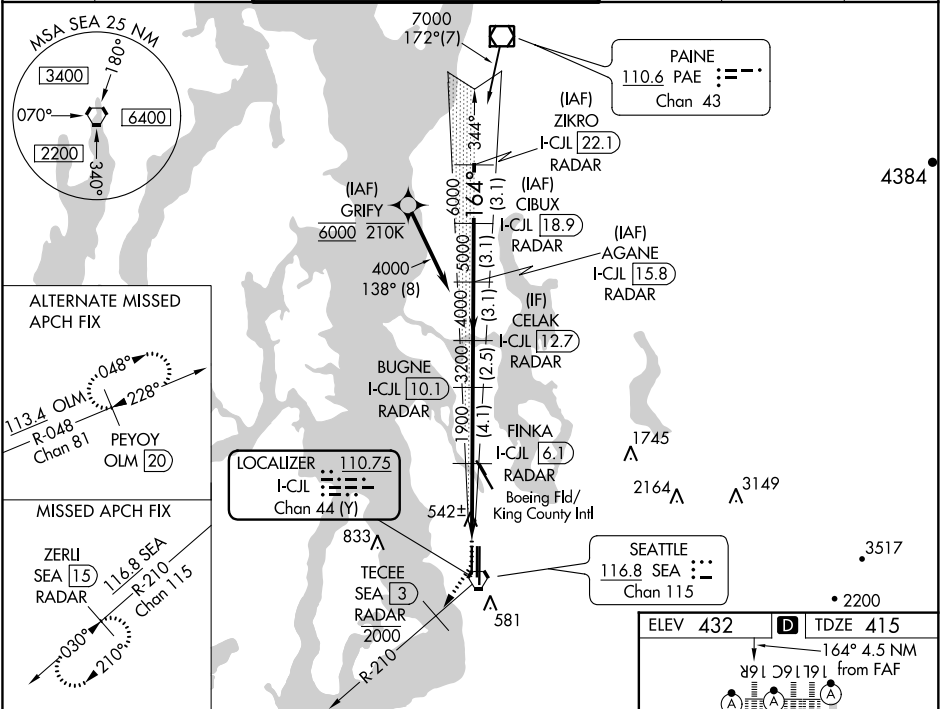 MSA SEA 25 NM
180°
3400
070°
6400
2200
340°
7000
172° (7)
PAINE
110.6 PAE
Chan 43
344°
(IAF)
ZIKRO
I-CJL 22.1
RADAR
164°
6000
(3.1)
(IAF)
GRIFY
6000 210K
(IAF)
CIBUX
I-CJL 18.9
RADAR
4384
5000
(3.1)
(IAF)
AGANE
I-CJL 15.8
RADAR
4000
138° (8)
4000
(3.1)
ALTERNATE MISSED
APCH FIX
048°
228°
113.4 OLM
R-048
Chan 81
PEYOY
OLM 20
(IF)
CELAK
I-CJL 12.7
RADAR
3200
(2.5)
BUGNE
I-CJL 10.1
RADAR
1900
(4.1)
FINKA
I-CJL 6.1
RADAR
Boeing Fld/
King County Intl
1745
2164
3149
LOCALIZER 110.75
I-CJL
Chan 44 (Y)
542±
833
MISSED APCH FIX
ZERLI
SEA 15
RADAR
116.8 SEA
R-210
Chan 115
030°
210°
TECEE
SEA 3
RADAR
2000
R-210
581
SEATTLE
116.8 SEA
Chan 115
3517
2200
ELEV 432
D
TDZE 415
164° 4.5 NM
from FAF
16R
16C
16L
A
A
A